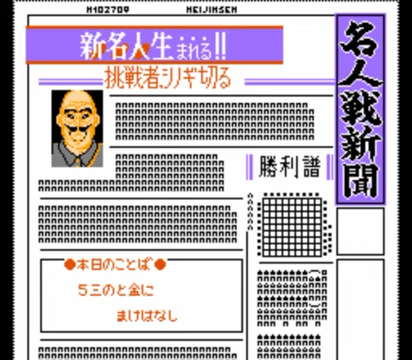 M102709 MEIJINSEN
新名人生まれる!!
挑戦者シノギ切る
名人戦新聞
勝利譜
●本日のことば●
5三のと金に
まけはなし